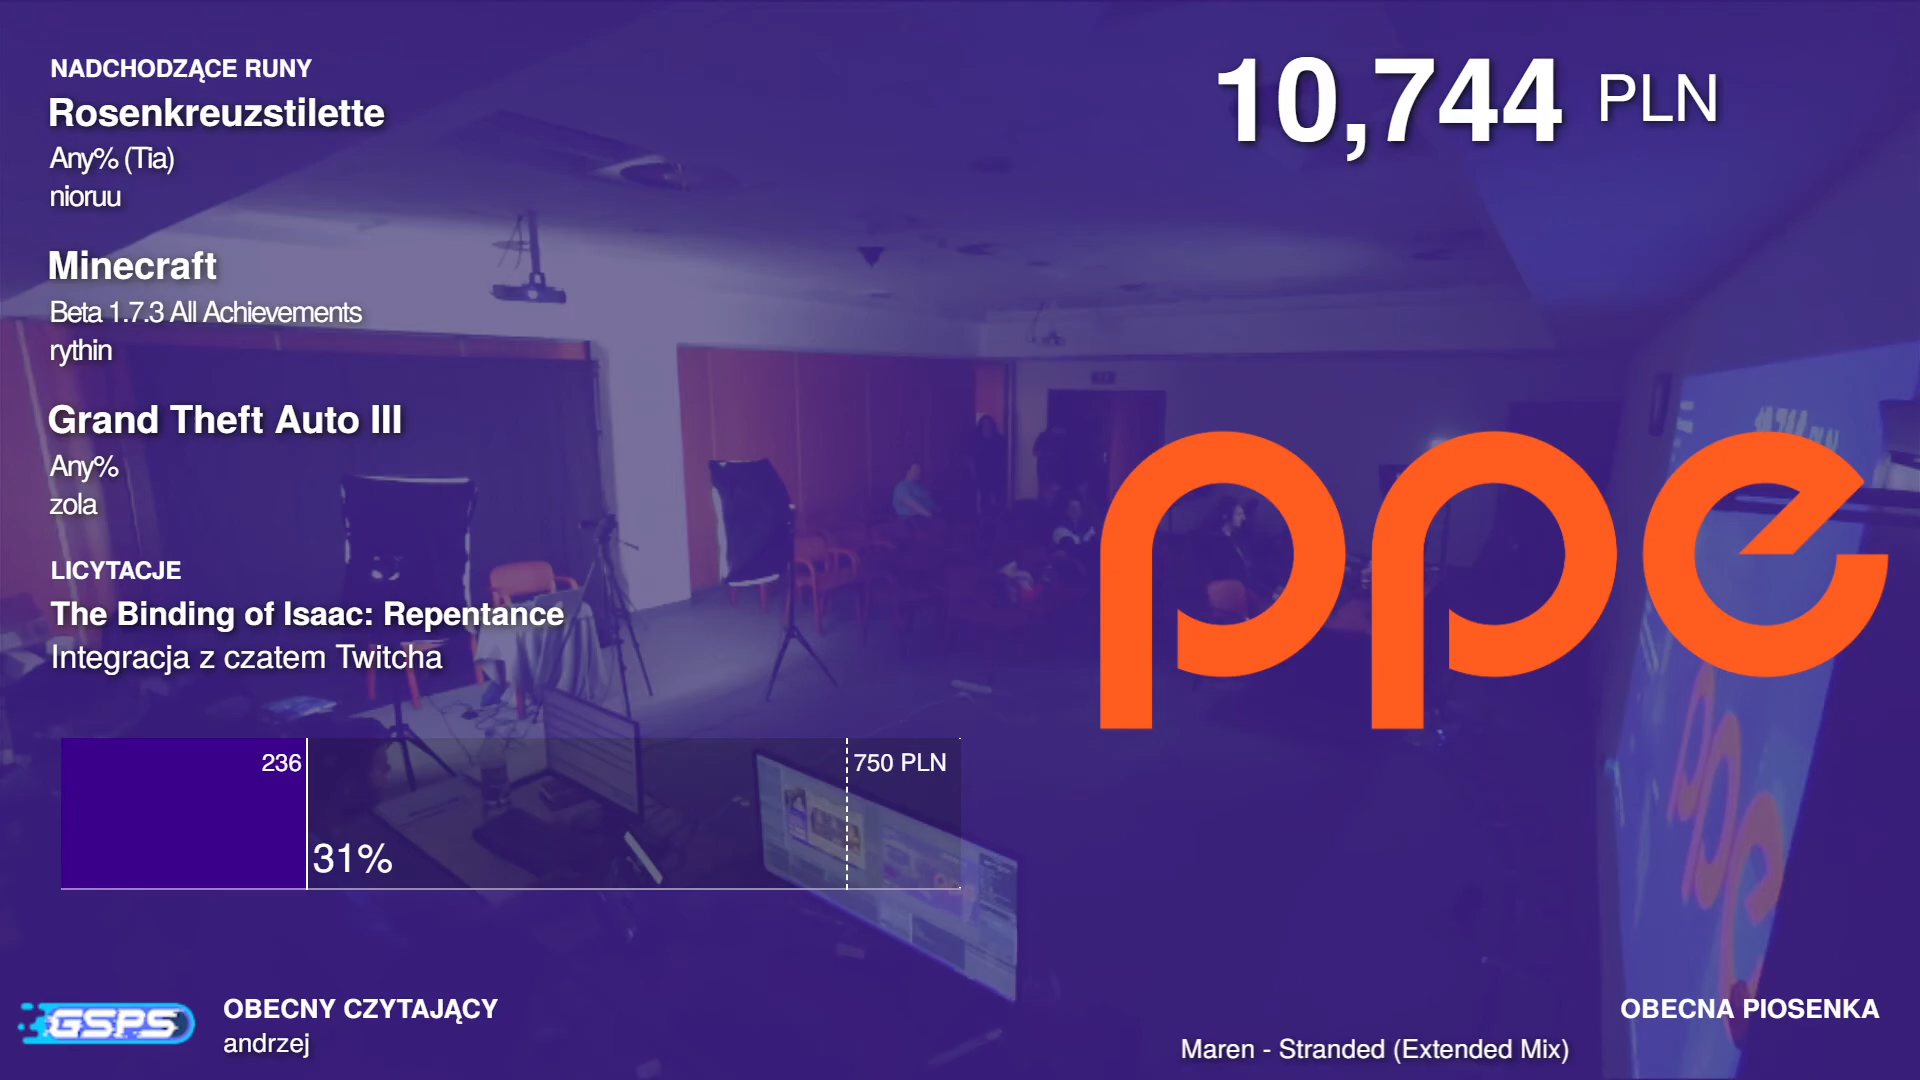 NADCHODZĄCE RUNY
Rosenkreuzstilette
Any% (Tia)
nioruu
Minecraft
Beta 1.7.3 All Achievements
rythin
Grand Theft Auto III
Any%
zola
LICYTACJE
The Binding of Isaac: Repentance
Integracja z czatem Twitcha
236
750 PLN
31%
10,744 PLN
ppe
GSPS
OBECNY CZYTAJĄCY
andrzej
OBECNA PIOSENKA
Maren - Stranded (Extended Mix)